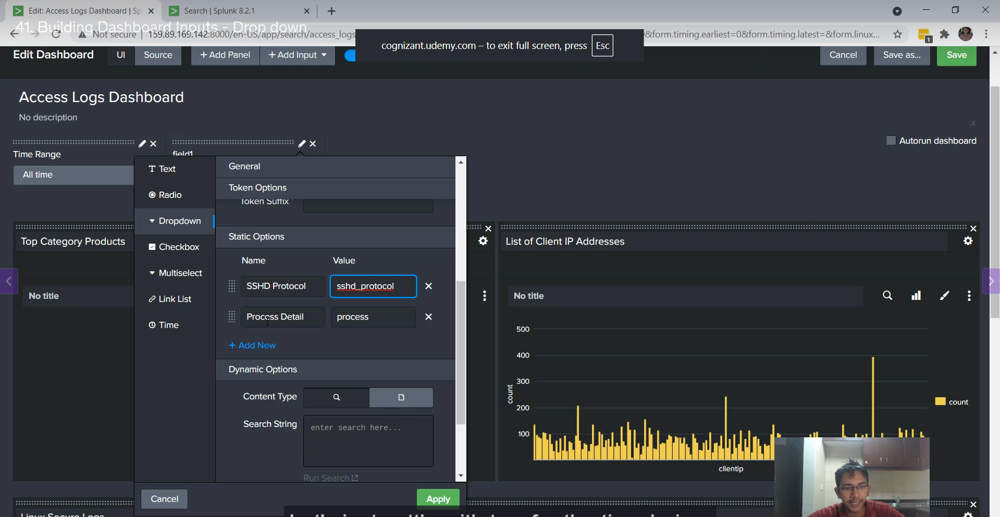 Edit: Access Logs Dashboard | Sp
Search | Splunk 8.2.1
41. Building Dashboard Inputs - Drop down
Not secure | 159.89.169.142:8000/en-US/app/search/access_logs
y&form.timing.earliest=0&form.timing.latest=&form.linux...
1
cognizant.udemy.com – to exit full screen, press Esc
Edit Dashboard
UI
Source
+ Add Panel
+ Add Input
Cancel
Save as...
Save
Access Logs Dashboard
No description
Autorun dashboard
Time Range
field1
All time
Text
Radio
Dropdown
Checkbox
Multiselect
Link List
Time
General
Token Options
Token Suffix
Static Options
Name
Value
SSHD Protocol
sshd_protocol
Process Detail
process
+ Add New
Dynamic Options
Content Type
Search String
enter search here...
Run Search
Cancel
Apply
Top Category Products
No title
List of Client IP Addresses
No title
500
400
300
200
100
count
clientip
count
Linux Secure Logs